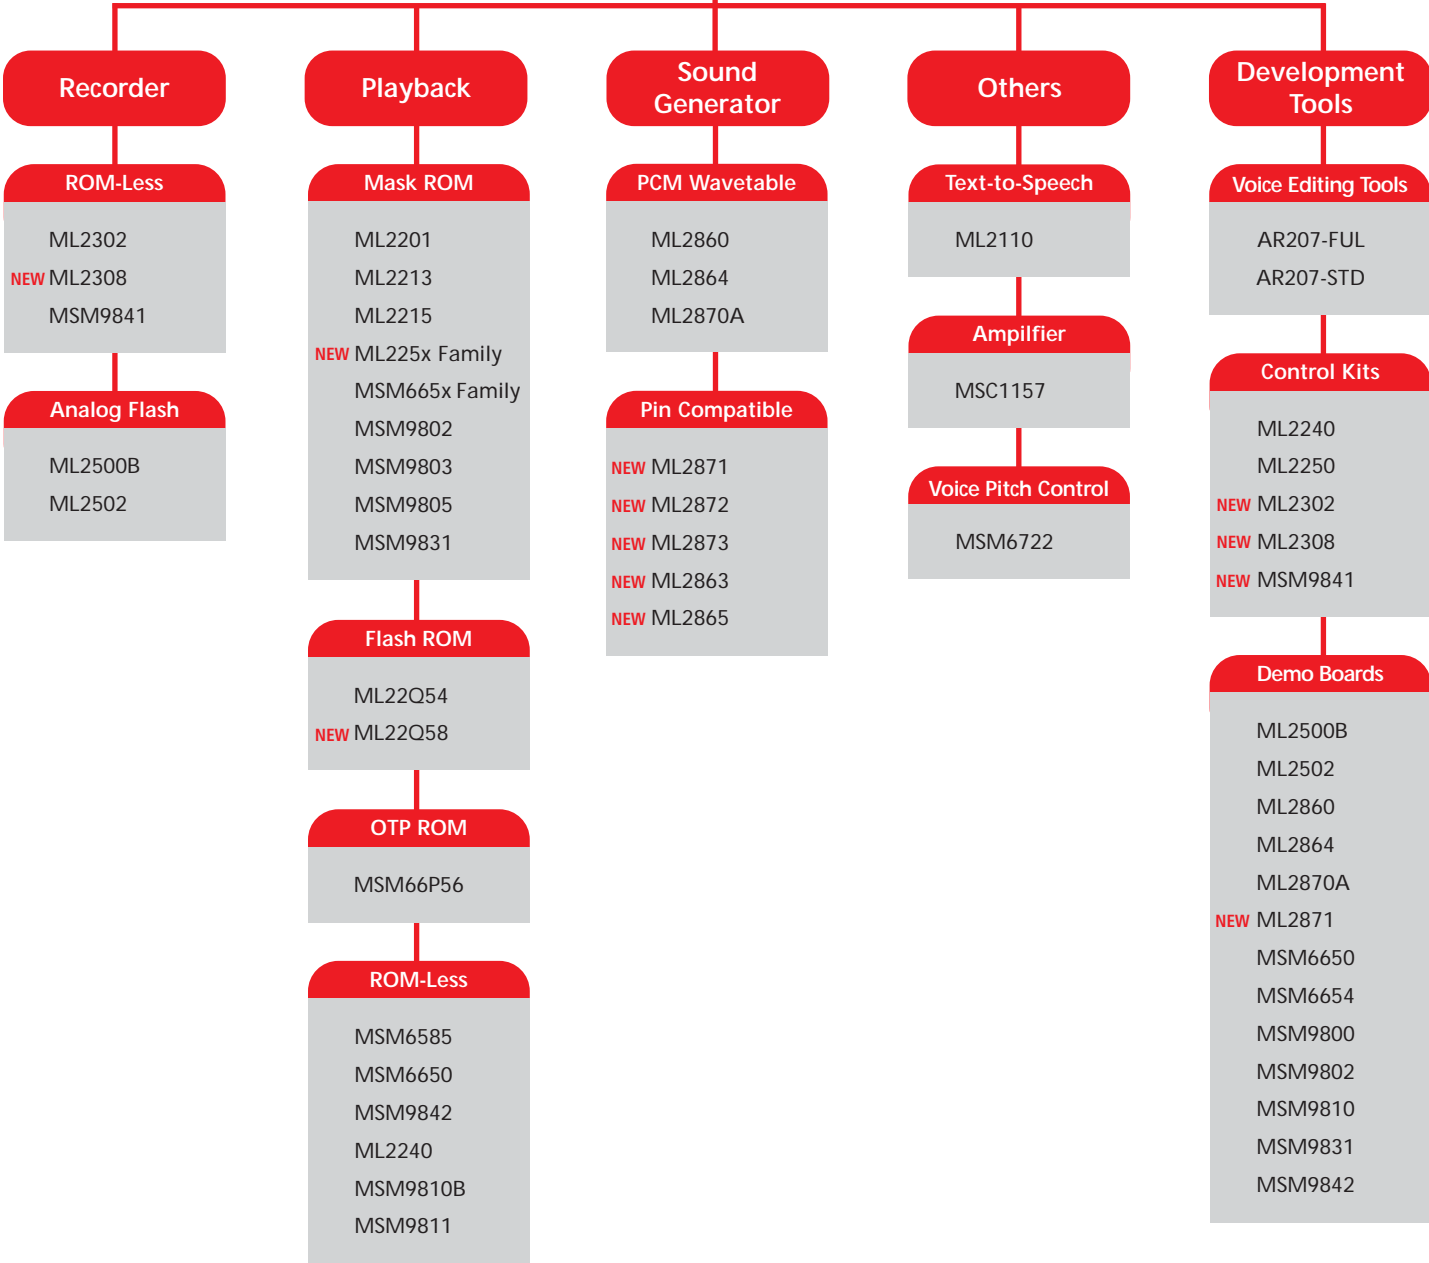 Recorder
ROM-Less
ML2302
NEW ML2308
MSM9841
Analog Flash
ML2500B
ML2502
Playback
Mask ROM
ML2201
ML2213
ML2215
NEW ML225x Family
MSM665x Family
MSM9802
MSM9803
MSM9805
MSM9831
Flash ROM
ML22Q54
NEW ML22Q58
OTP ROM
MSM66P56
ROM-Less
MSM6585
MSM6650
MSM9842
ML2240
MSM9810B
MSM9811
Sound
Generator
PCM Wavetable
ML2860
ML2864
ML2870A
Pin Compatible
NEW ML2871
NEW ML2872
NEW ML2873
NEW ML2863
NEW ML2865
Others
Text-to-Speech
ML2110
Ampilfier
MSC1157
Voice Pitch Control
MSM6722
Development
Tools
Voice Editing Tools
AR207-FUL
AR207-STD
Control Kits
ML2240
ML2250
NEW ML2302
NEW ML2308
NEW MSM9841
Demo Boards
ML2500B
ML2502
ML2860
ML2864
ML2870A
NEW ML2871
MSM6650
MSM6654
MSM9800
MSM9802
MSM9810
MSM9831
MSM9842